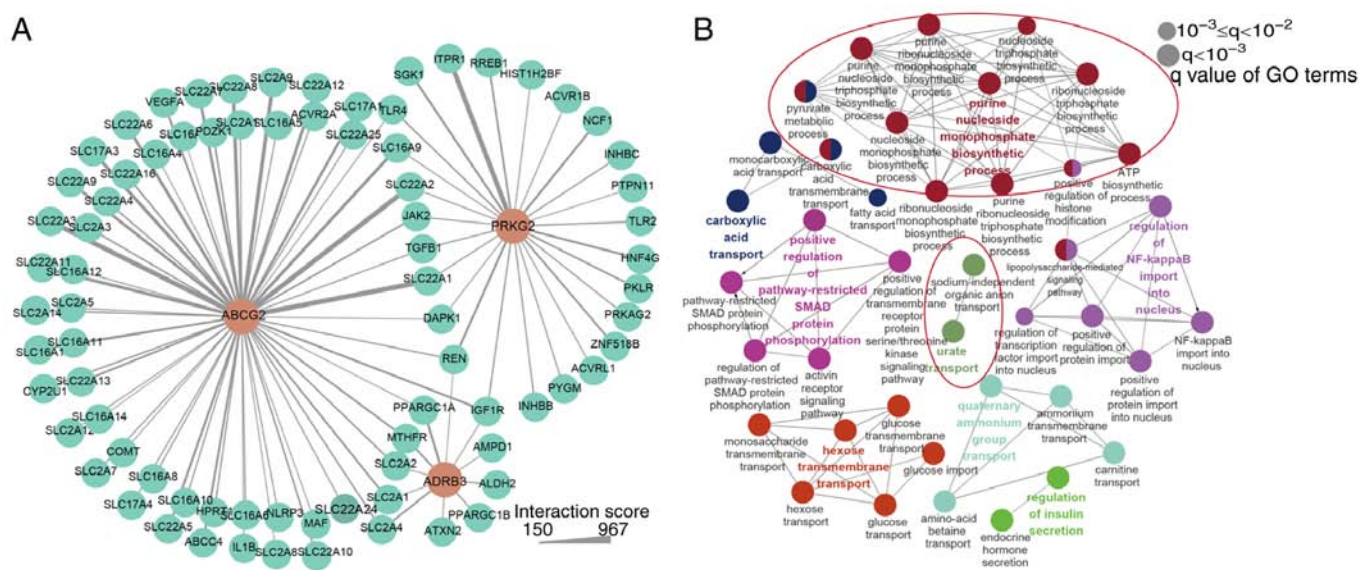 A
ITPR1
RREB1
SGK1
HIST1H2BF
ACVR1B
NCF1
INHBC
PTPN11
TLR2
HNF4G
PKLR
PRKAG2
ZNF518B
ACVRL1
PYGM
INHBB
PRKG2
SLC2A9
SLC22A12
SLC22A8
SLC22A7
VEGFA
SLC17A1
TLR4
SLC22A6
PDZK1
SLC2A1
SLC16A5
ACVR2A
SLC22A25
SLC17A3
SLC16A4
SLC16A9
SLC22A9
SLC22A16
SLC22A2
SLC22A4
JAK2
SLC22A3
SLC2A3
TGFB1
SLC22A11
SLC16A12
SLC22A1
SLC2A5
SLC2A14
ABCG2
DAPK1
SLC16A1
SLC16A11
REN
CYP2U1
SLC22A13
SLC2A12
SLC16A14
PPARGC1A
IGF1R
COMT
MTHFR
AMPD1
SLC2A7
SLC16A8
SLC2A2
ADRB3
ALDH2
SLC17A4
SLC16A10
SLC2A1
PPARGC1B
SLC22A5
HPRT1
SLC16A6
NLRP3
MAF
SLC22A24
SLC2A4
ATXN2
ABCC4
IL1B
SLC2A8
SLC22A10
Interaction score
150 967
B
10⁻³≤q<10⁻²
q<10⁻³
q value of GO terms
purine
ribonucleoside
monophosphate
biosynthetic
process
nucleoside
triphosphate
biosynthetic
process
purine
nucleoside
triphosphate
biosynthetic
process
ribonucleoside
triphosphate
biosynthetic
process
pyruvate
metabolic
process
purine
nucleoside
monophosphate
biosynthetic
process
nucleoside
monophosphate
biosynthetic
process
monocarboxylic
acid transport
carboxylic
acid
transmembrane
transport
ATP
biosynthetic
process
positive
regulation of
histone
modification
carboxylic
acid
transport
fatty acid
transport
ribonucleoside
monophosphate
biosynthetic
process
purine
ribonucleoside
triphosphate
biosynthetic
process
regulation
of
NF-kappaB
import
into
nucleus
positive
regulation
of
pathway-restricted
SMAD
protein
phosphorylation
lipopolysaccharide-mediated
signaling
pathway
pathway-restricted
SMAD protein
phosphorylation
positive
regulation of
transmembrane
receptor
protein
serine/threonine
kinase
signaling
pathway
sodium-independent
organic anion
transport
urate
transport
regulation
of transcription
factor import
into nucleus
positive
regulation of
protein import
NF-kappaB
import into
nucleus
positive
regulation of
protein import
into nucleus
regulation of
pathway-restricted
SMAD protein
phosphorylation
activin
receptor
signaling
pathway
quaternary
ammonium
group
transport
ammonium
transmembrane
transport
monosaccharide
transmembrane
transport
hexose
transmembrane
transport
glucose
transmembrane
transport
glucose import
carnitine
transport
hexose
transport
glucose
transport
amino-acid
betaine transport
regulation
of insulin
secretion
endocrine
hormone
secretion